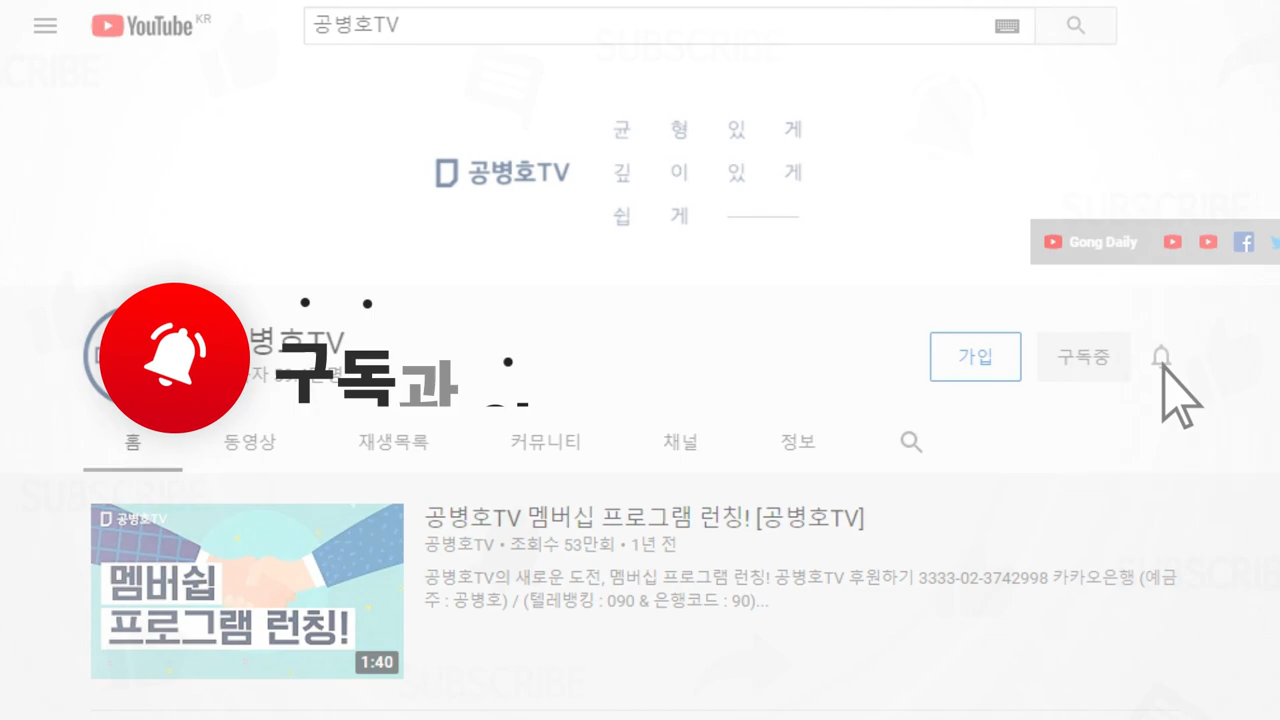 YouTube KR
공병호TV
SUBSCRIBE
공병호TV
균 형 있 게
깊 이 있 게
쉽 게
SUBSCRIBE
Gong Daily
병호TV
구독과
가입
구독중
홈
동영상
재생목록
커뮤니티
채널
정보
SUBSCRIBE
공병호TV
멤버쉽
프로그램 런칭!
1:40
공병호TV 멤버십 프로그램 런칭! [공병호TV]
공병호TV • 조회수 53만회 • 1년 전
공병호TV의 새로운 도전, 멤버십 프로그램 런칭! 공병호TV 후원하기 3333-02-3742998 카카오은행 (예금
주 : 공병호) / (텔레뱅킹 : 090 & 은행코드 : 90)...
SUBSCRIBE